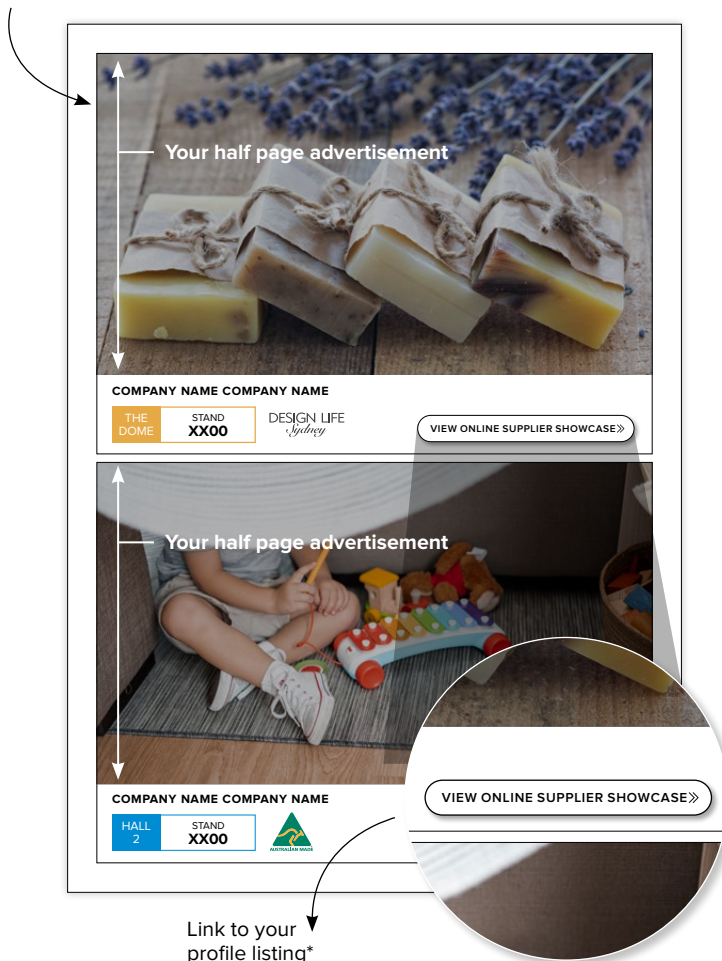 Your half page advertisement
COMPANY NAME COMPANY NAME
THE
DOME
STAND
XX00
DESIGN LIFE
Sydney
VIEW ONLINE SUPPLIER SHOWCASE»
Your half page advertisement
COMPANY NAME COMPANY NAME
HALL
2
STAND
XX00
AUSTRALIAN MADE
VIEW ONLINE SUPPLIER SHOWCASE»
Link to your
profile listing*